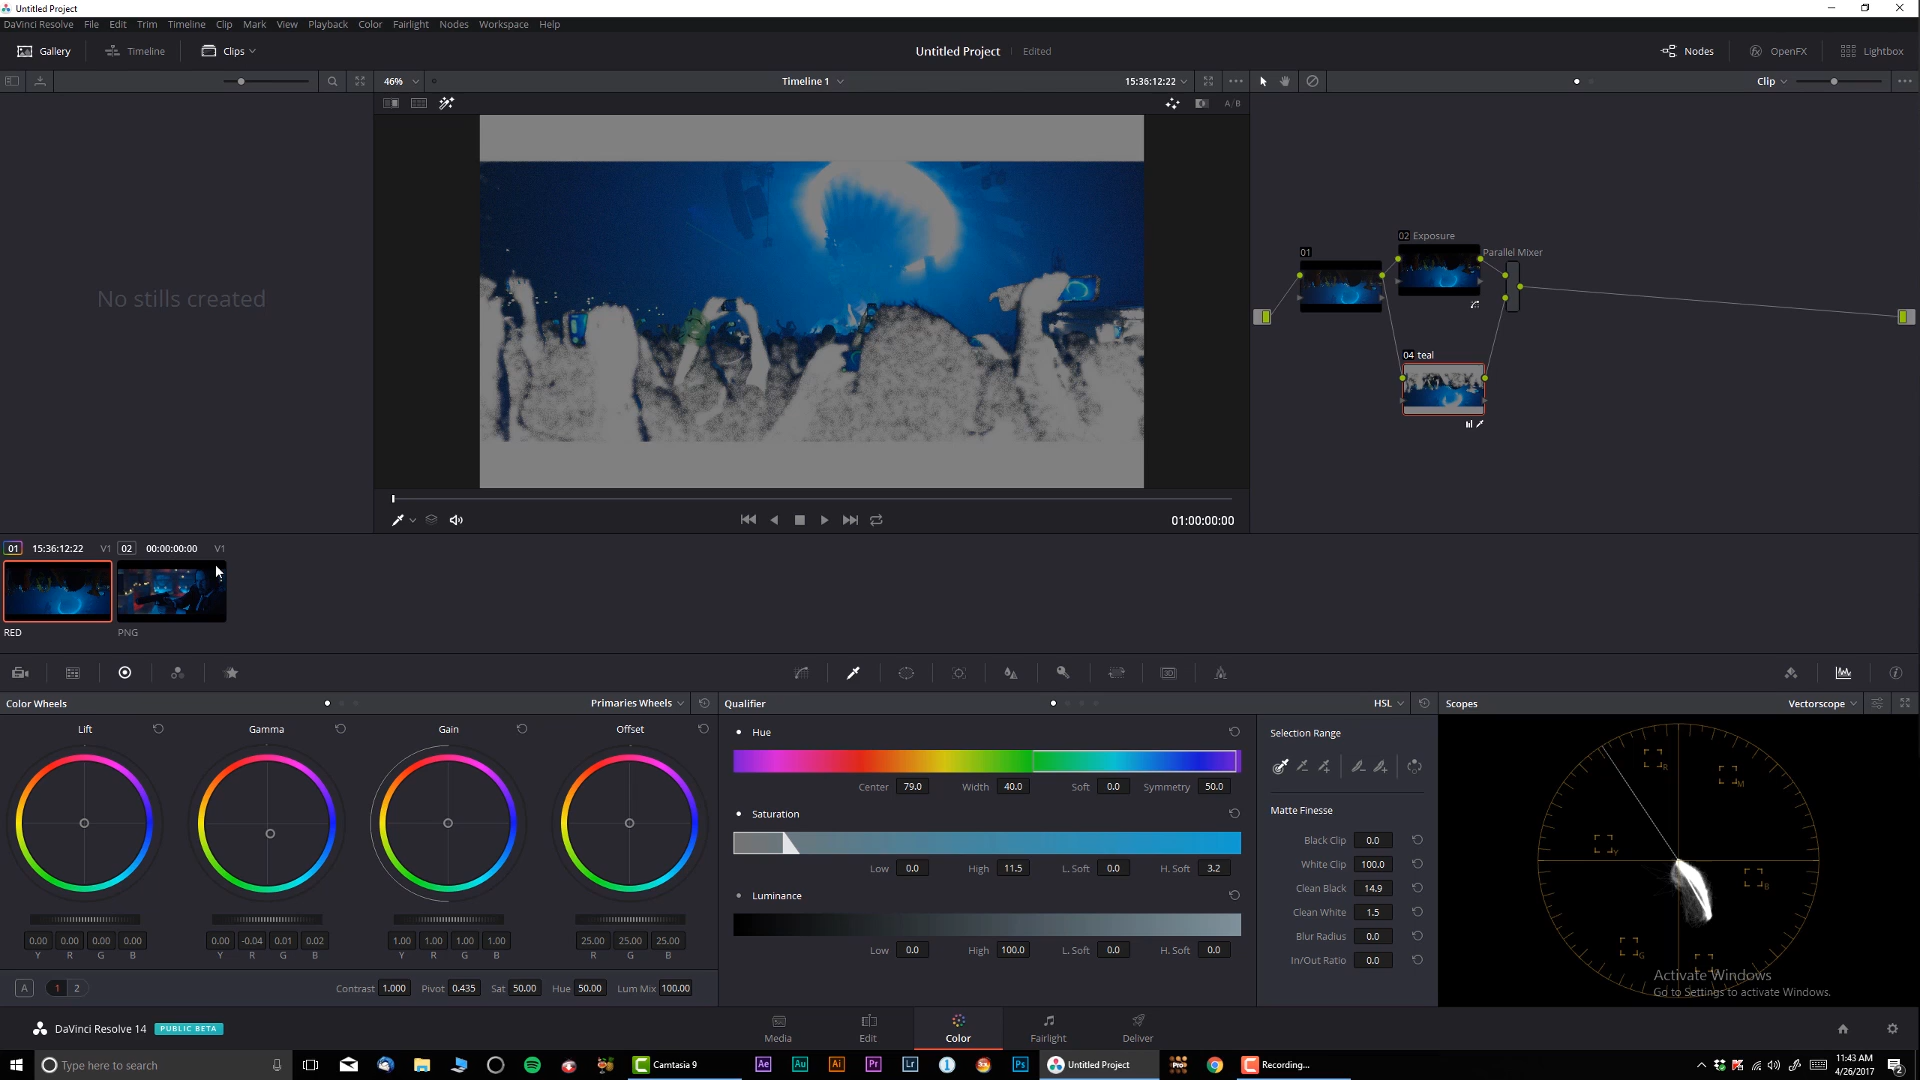 Untitled Project
DaVinci Resolve File Edit Trim Timeline Clip Mark View Playback Color Fairlight Nodes Workspace Help
Gallery Timeline Clips Untitled Project Edited Nodes OpenFX Lightbox
46% Timeline 1 15:36:12:22 Clip
A/B
No stills created
02 Exposure
01 Parallel Mixer
04 teal
01:00:00:00
01 15:36:12:22 V1 02 00:00:00:00 V1
RED PNG
Color Wheels Primaries Wheels Qualifier HSL Scopes Vectorscope
Lift Gamma Gain Offset
Hue
Center 79.0 Width 40.0 Soft 0.0 Symmetry 50.0
Saturation
Low 0.0 High 11.5 L. Soft 0.0 H. Soft 3.2
Luminance
Low 0.0 High 100.0 L. Soft 0.0 H. Soft 0.0
Selection Range
Matte Finesse
Black Clip 0.0
White Clip 100.0
Clean Black 14.9
Clean White 1.5
Blur Radius 0.0
In/Out Ratio 0.0
R
M
Y
B
G
0.00 0.00 0.00 0.00 0.00 -0.04 0.01 0.02 1.00 1.00 1.00 1.00 25.00 25.00 25.00
Y R G B Y R G B Y R G B R G B
A 1 2 Contrast 1.000 Pivot 0.435 Sat 50.00 Hue 50.00 Lum Mix 100.00
Activate Windows
Go to Settings to activate Windows.
DaVinci Resolve 14 PUBLIC BETA
Media Edit Color Fairlight Deliver
Type here to search Camtasia 9 Ae Au Ai Pr Lr Ps Untitled Project Recording... 11:43 AM
4/26/2017
2